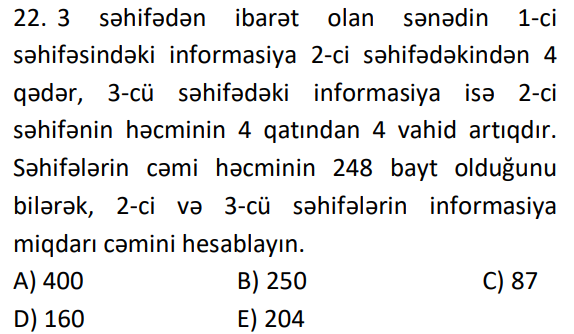 22. 3 səhifədən ibarət olan sənədin 1-ci
səhifəsindəki informasiya 2-ci səhifədəkindən 4
qədər, 3-cü səhifədəki informasiya isə 2-ci
səhifənin həcminin 4 qatından 4 vahid artıqdır.
Səhifələrin cəmi həcminin 248 bayt olduğunu
bilərək, 2-ci və 3-cü səhifələrin informasiya
miqdarı cəmini hesablayın.
A) 400 B) 250 C) 87
D) 160 E) 204